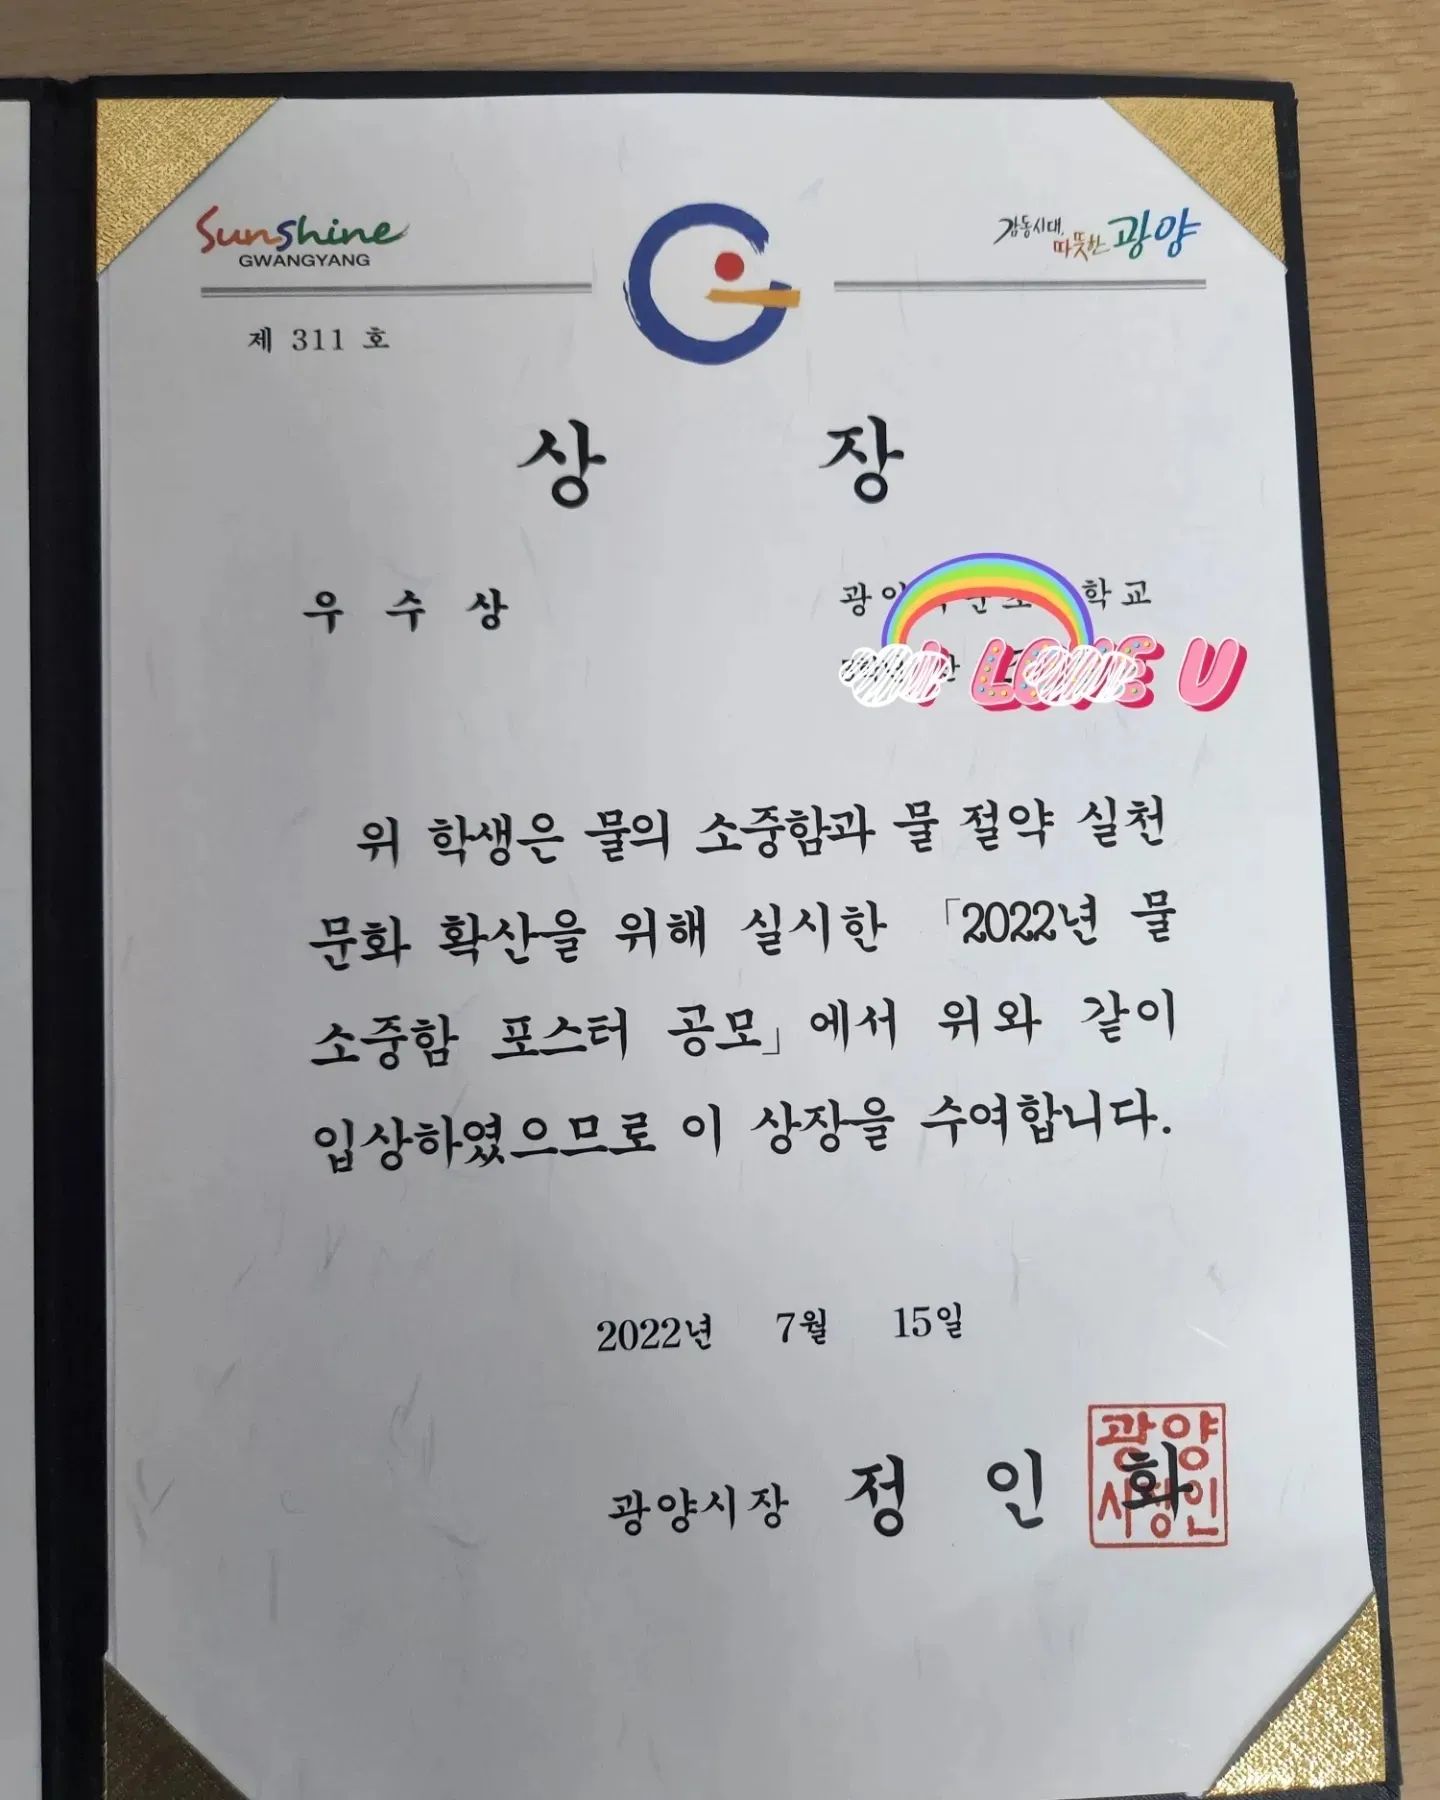 Sunshine
GWANGYANG
감동시대, 따뜻한 광양
제 311 호
상 장
우 수 상
학교
LOVE U
위 학생은 물의 소중함과 물 절약 실천
문화 확산을 위해 실시한 「2022년 물
소중함 포스터 공모」에서 위와 같이
입상하였으므로 이 상장을 수여합니다.
2022년 7월 15일
광양시장 정 인 화
광양
시장인